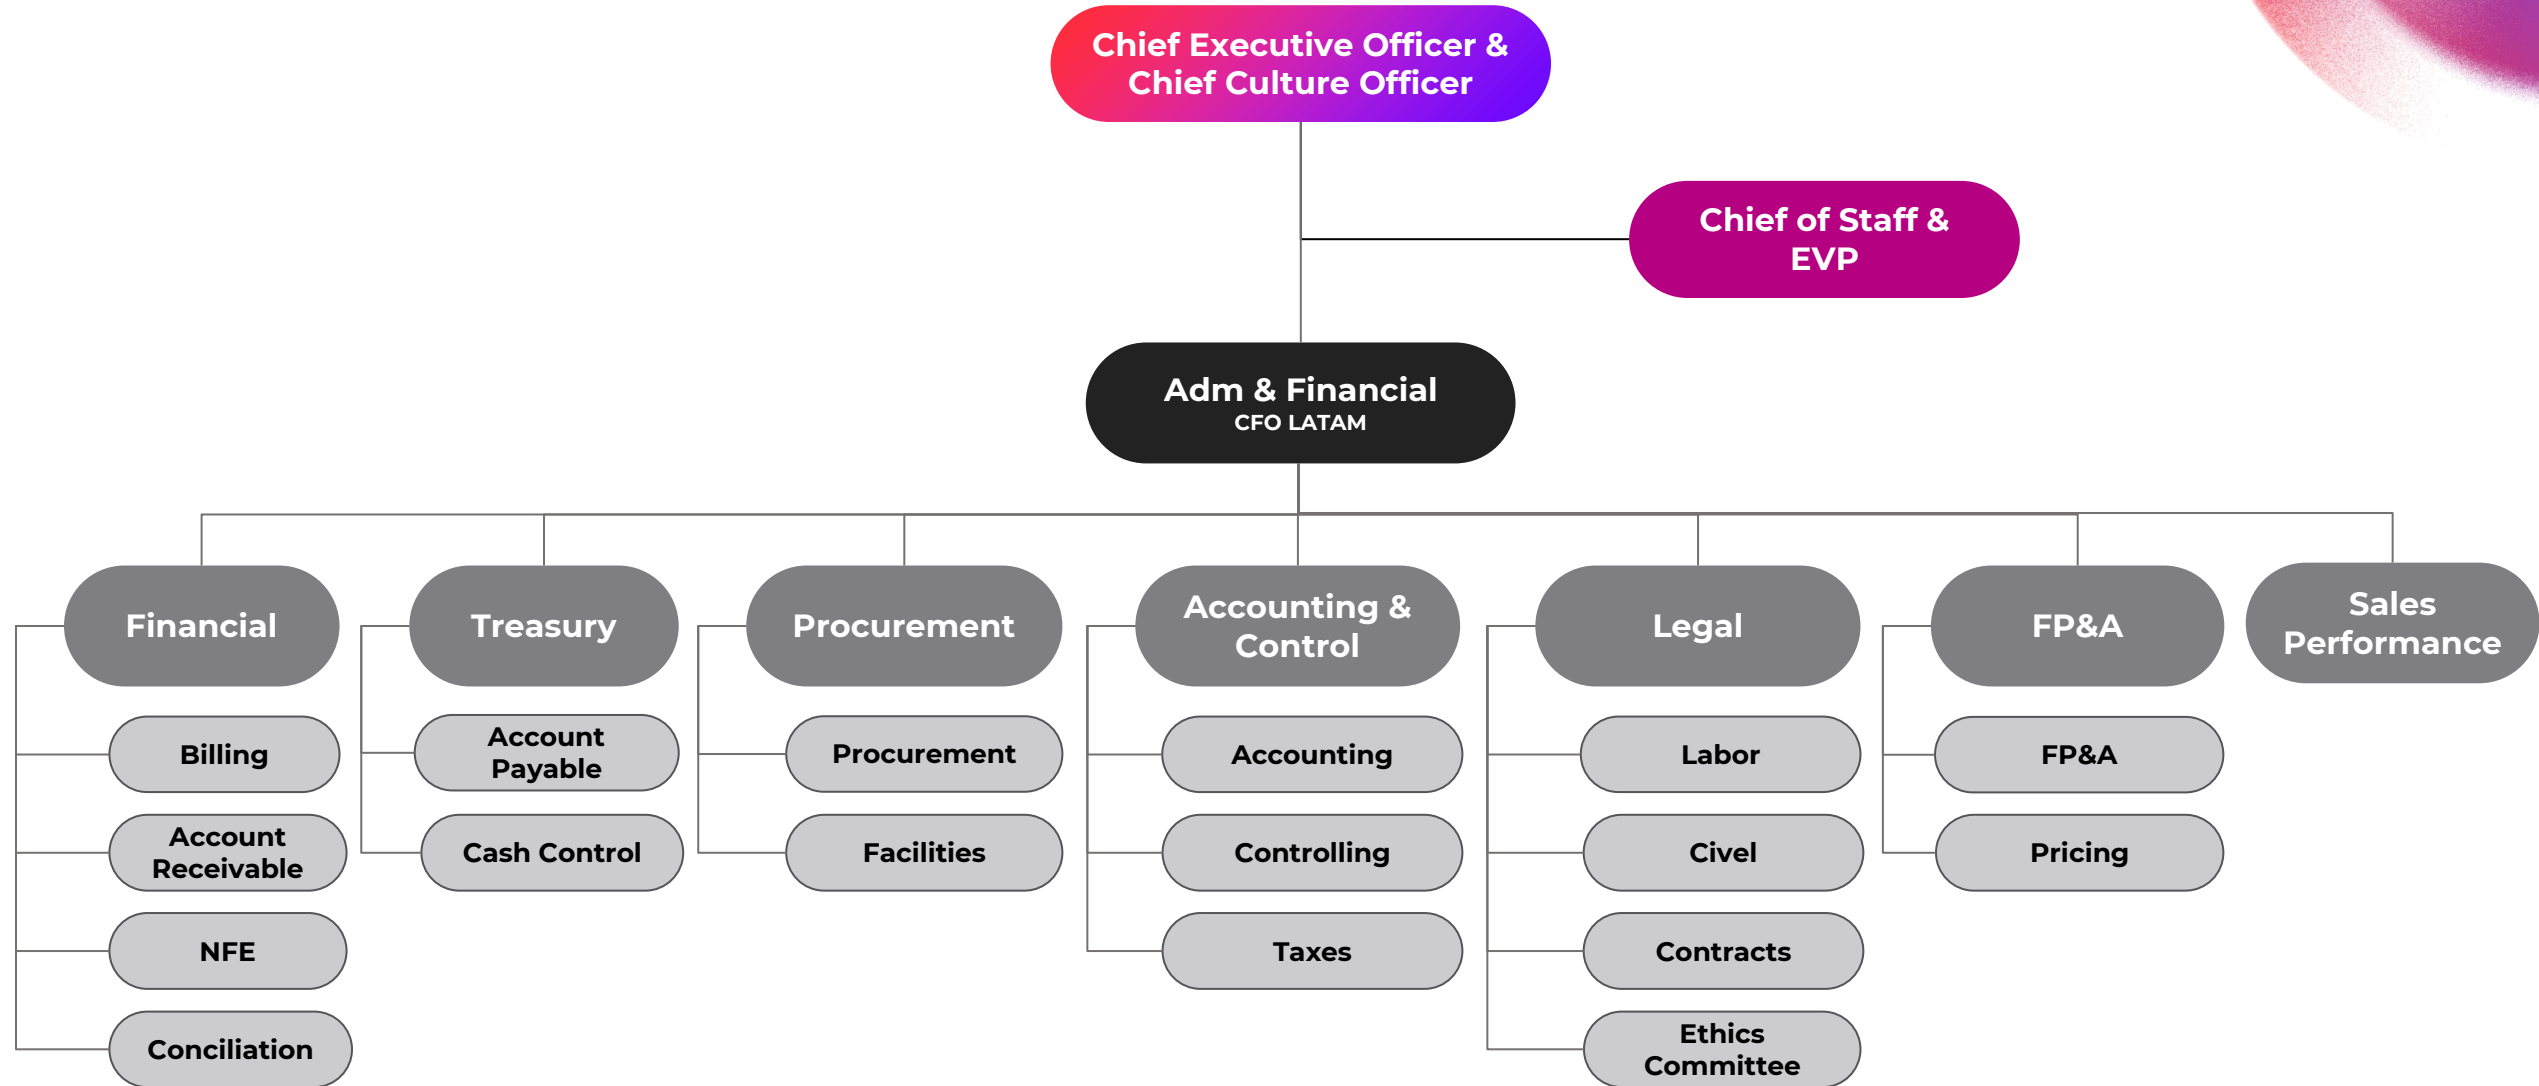 Chief Executive Officer &
Chief Culture Officer
Chief of Staff &
EVP
Adm & Financial
CFO LATAM
Financial
Treasury
Procurement
Accounting &
Control
Legal
FP&A
Sales
Performance
Billing
Account
Receivable
NFE
Conciliation
Account
Payable
Cash Control
Procurement
Facilities
Accounting
Controlling
Taxes
Labor
Civel
Contracts
Ethics
Committee
FP&A
Pricing